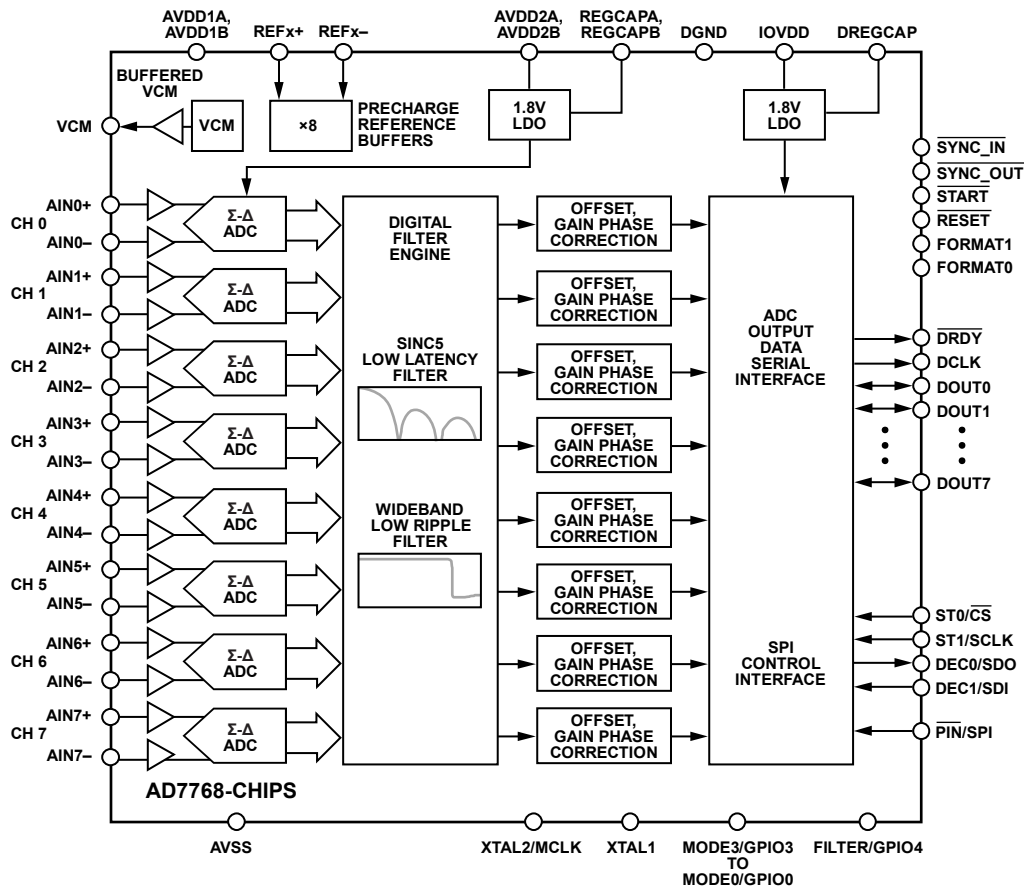 AVDD1A,
AVDD1B
REFx+
REFx–
AVDD2A,
AVDD2B
REGCAPA,
REGCAPB
DGND
IOVDD
DREGCAP
BUFFERED
VCM
VCM
VCM
×8
PRECHARGE
REFERENCE
BUFFERS
1.8V
LDO
1.8V
LDO
SYNC_IN
SYNC_OUT
START
RESET
FORMAT1
FORMAT0
CH 0
AIN0+
AIN0–
Σ-Δ
ADC
CH 1
AIN1+
AIN1–
Σ-Δ
ADC
CH 2
AIN2+
AIN2–
Σ-Δ
ADC
CH 3
AIN3+
AIN3–
Σ-Δ
ADC
CH 4
AIN4+
AIN4–
Σ-Δ
ADC
CH 5
AIN5+
AIN5–
Σ-Δ
ADC
CH 6
AIN6+
AIN6–
Σ-Δ
ADC
CH 7
AIN7+
AIN7–
Σ-Δ
ADC
DIGITAL
FILTER
ENGINE
SINC5
LOW LATENCY
FILTER
WIDEBAND
LOW RIPPLE
FILTER
OFFSET,
GAIN PHASE
CORRECTION
OFFSET,
GAIN PHASE
CORRECTION
OFFSET,
GAIN PHASE
CORRECTION
OFFSET,
GAIN PHASE
CORRECTION
OFFSET,
GAIN PHASE
CORRECTION
OFFSET,
GAIN PHASE
CORRECTION
OFFSET,
GAIN PHASE
CORRECTION
OFFSET,
GAIN PHASE
CORRECTION
ADC
OUTPUT
DATA
SERIAL
INTERFACE
SPI
CONTROL
INTERFACE
DRDY
DCLK
DOUT0
DOUT1
DOUT7
ST0/CS
ST1/SCLK
DEC0/SDO
DEC1/SDI
PIN/SPI
AD7768-CHIPS
AVSS
XTAL2/MCLK
XTAL1
MODE3/GPIO3
TO
MODE0/GPIO0
FILTER/GPIO4